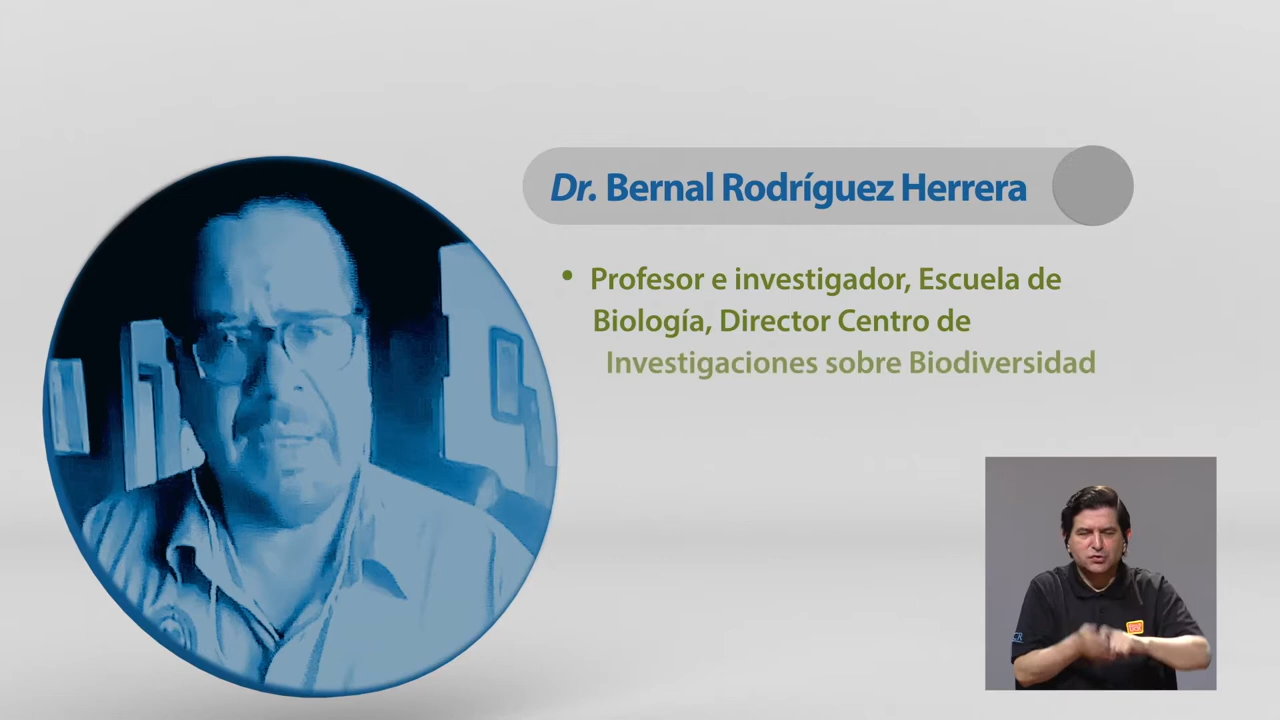 Dr. Bernal Rodríguez Herrera
• Profesor e investigador, Escuela de
Biología, Director Centro de
Investigaciones sobre Biodiversidad